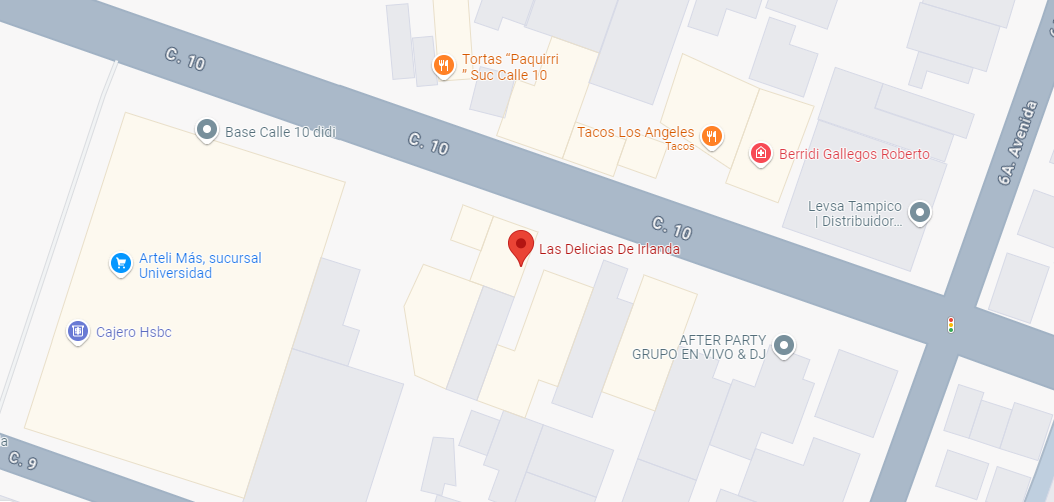 C. 10
Tortas “Paquirri
” Suc Calle 10
Base Calle 10 didi
C. 10
Tacos Los Angeles
Tacos
Berridi Gallegos Roberto
6A. Avenida
Levsa Tampico
| Distribuidor...
C. 10
Las Delicias De Irlanda
Arteli Más, sucursal
Universidad
Cajero Hsbc
AFTER PARTY
GRUPO EN VIVO & DJ
a
C. 9